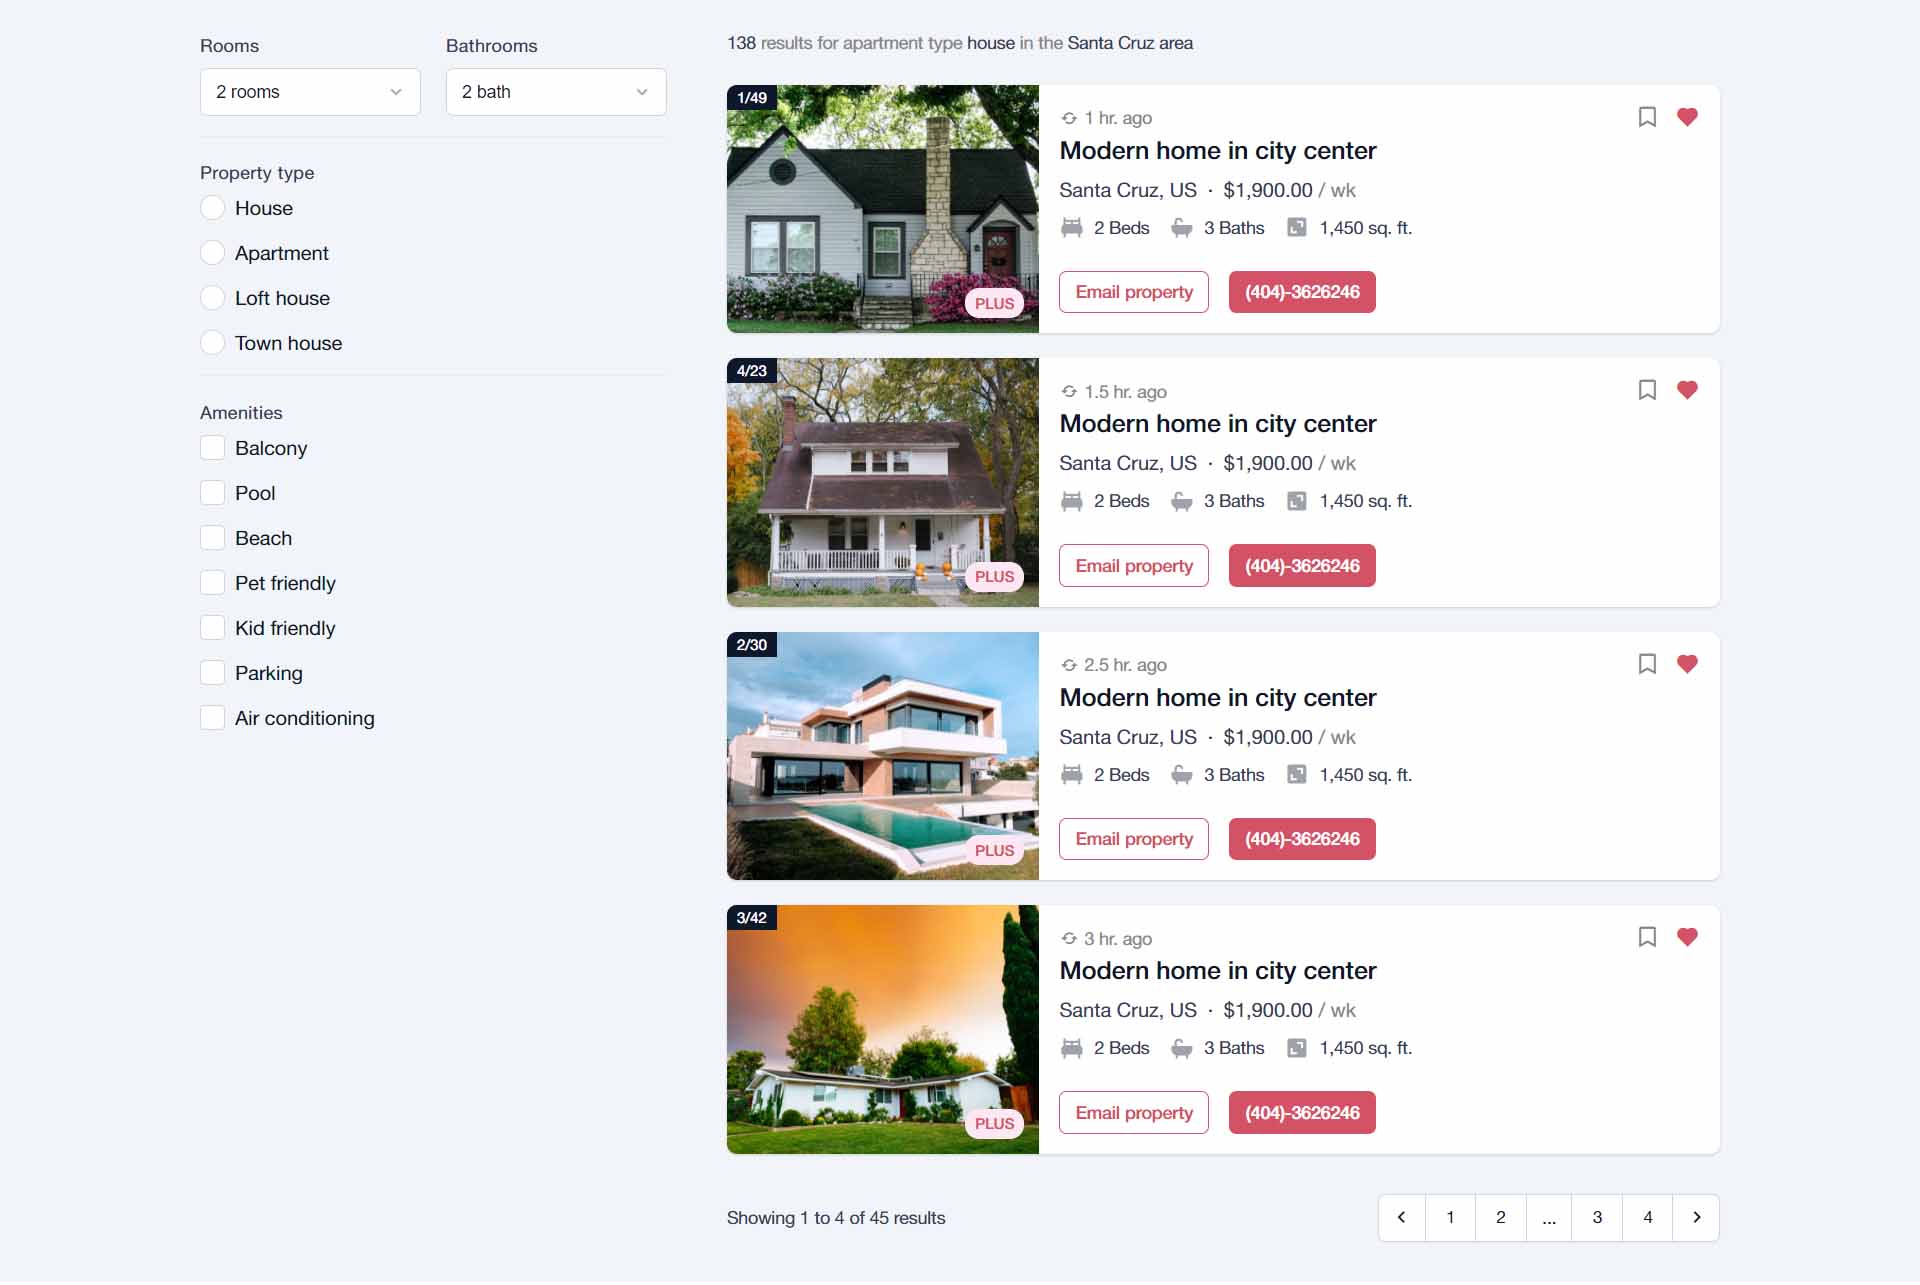 Rooms
Bathrooms
2 rooms
2 bath
Property type
House
Apartment
Loft house
Town house
Amenities
Balcony
Pool
Beach
Pet friendly
Kid friendly
Parking
Air conditioning
138 results for apartment type house in the Santa Cruz area
1/49
PLUS
1 hr. ago
Modern home in city center
Santa Cruz, US · $1,900.00 / wk
2 Beds 3 Baths 1,450 sq. ft.
Email property (404)-3626246
4/23
PLUS
1.5 hr. ago
Modern home in city center
Santa Cruz, US · $1,900.00 / wk
2 Beds 3 Baths 1,450 sq. ft.
Email property (404)-3626246
2/30
PLUS
2.5 hr. ago
Modern home in city center
Santa Cruz, US · $1,900.00 / wk
2 Beds 3 Baths 1,450 sq. ft.
Email property (404)-3626246
3/42
PLUS
3 hr. ago
Modern home in city center
Santa Cruz, US · $1,900.00 / wk
2 Beds 3 Baths 1,450 sq. ft.
Email property (404)-3626246
Showing 1 to 4 of 45 results
1 2 ... 3 4